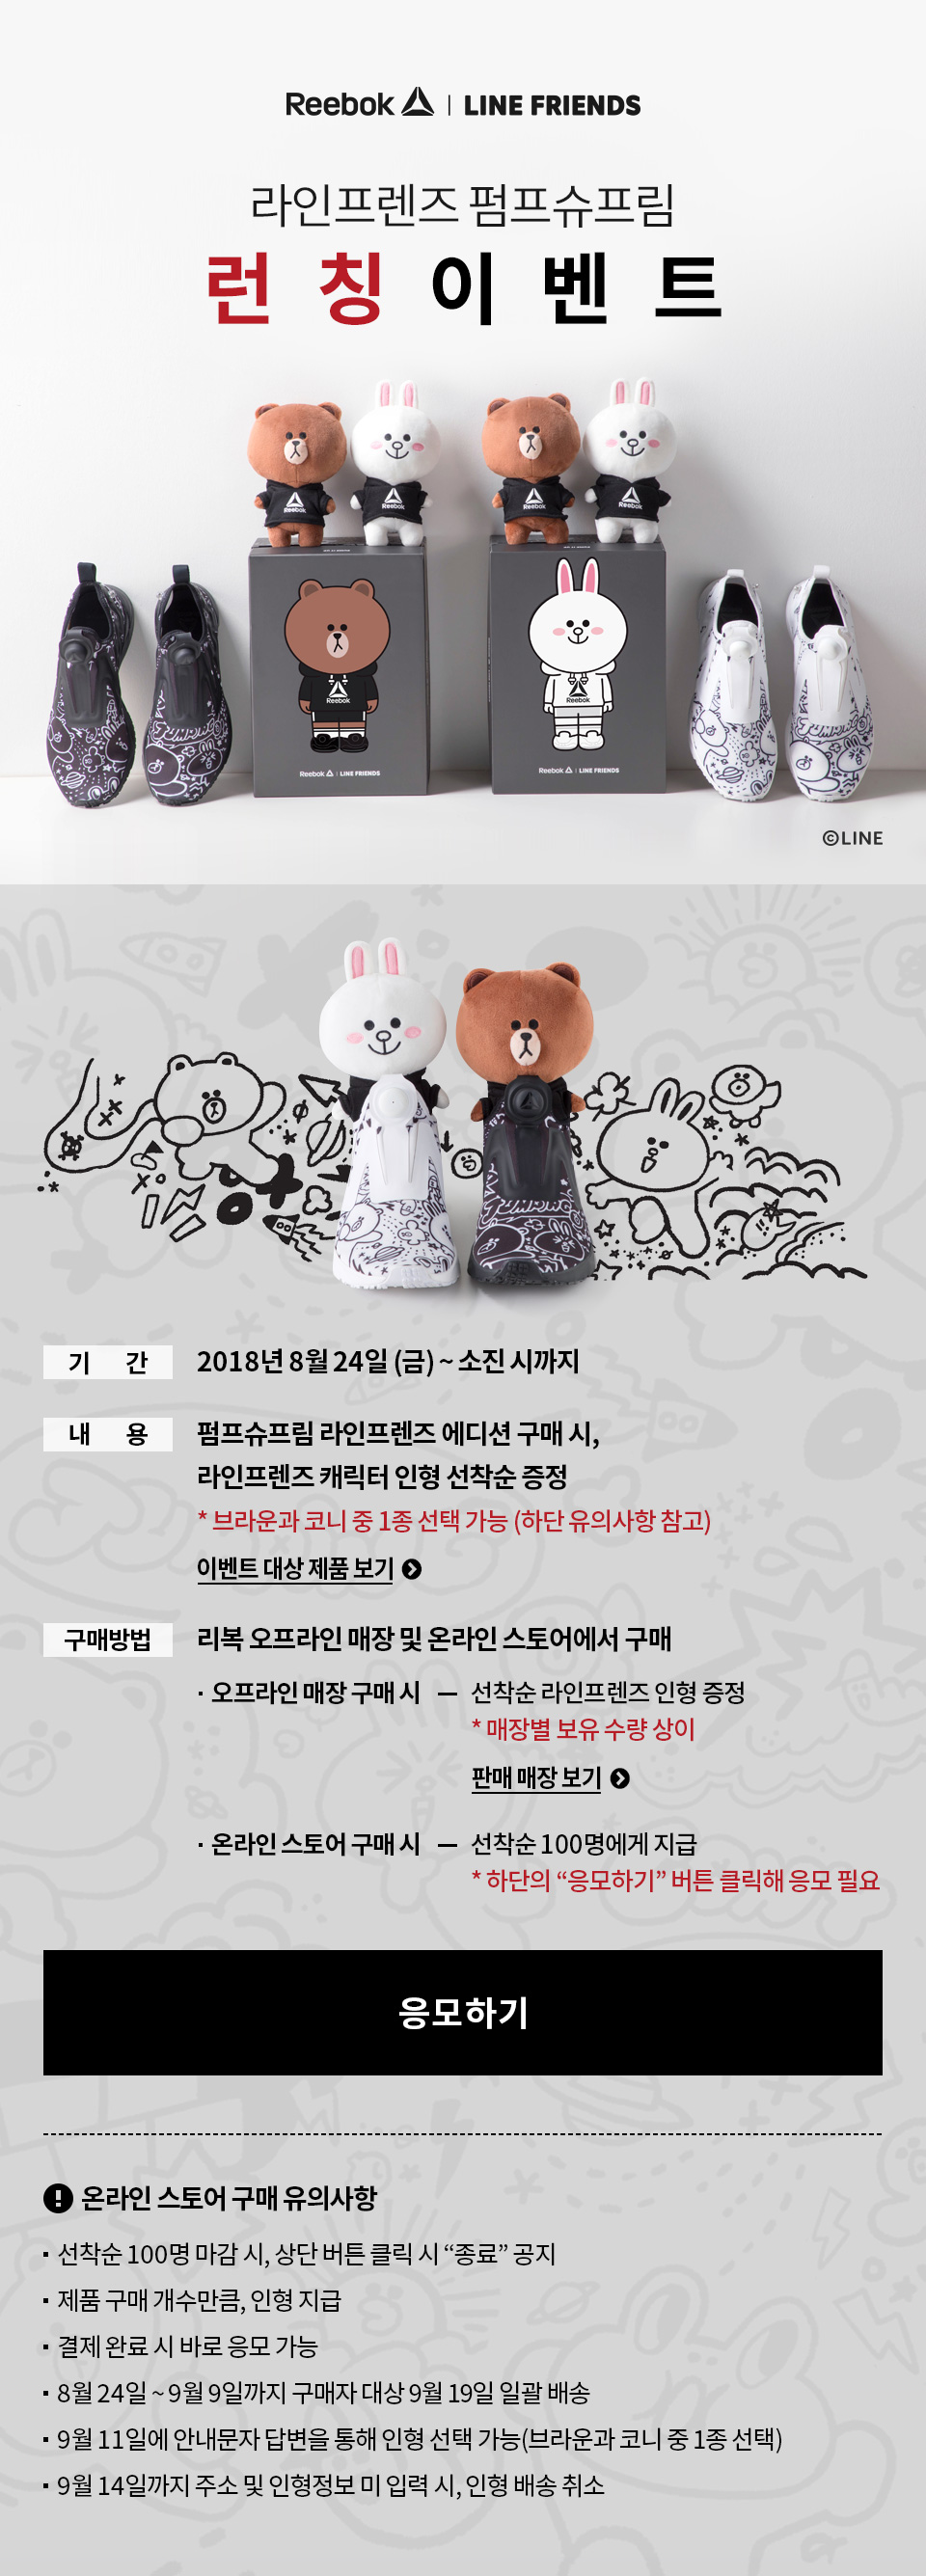 Reebok | LINE FRIENDS
라인프렌즈 펌프슈프림
런칭이벤트
Reebok
Reebok
Reebok
Reebok
Reebok
Reebok
Reebok | LINE FRIENDS
Reebok | LINE FRIENDS
©LINE
기 간
2018년 8월 24일 (금) ~ 소진 시까지
내 용
펌프슈프림 라인프렌즈 에디션 구매 시,
라인프렌즈 캐릭터 인형 선착순 증정
* 브라운과 코니 중 1종 선택 가능 (하단 유의사항 참고)
이벤트 대상 제품 보기
구매방법
리복 오프라인 매장 및 온라인 스토어에서 구매
· 오프라인 매장 구매 시 ― 선착순 라인프렌즈 인형 증정
* 매장별 보유 수량 상이
판매 매장 보기
· 온라인 스토어 구매 시 ― 선착순 100명에게 지급
* 하단의 “응모하기” 버튼 클릭해 응모 필요
응모하기
온라인 스토어 구매 유의사항
· 선착순 100명 마감 시, 상단 버튼 클릭 시 “종료” 공지
· 제품 구매 개수만큼, 인형 지급
· 결제 완료 시 바로 응모 가능
· 8월 24일 ~ 9월 9일까지 구매자 대상 9월 19일 일괄 배송
· 9월 11일에 안내문자 답변을 통해 인형 선택 가능(브라운과 코니 중 1종 선택)
· 9월 14일까지 주소 및 인형정보 미 입력 시, 인형 배송 취소